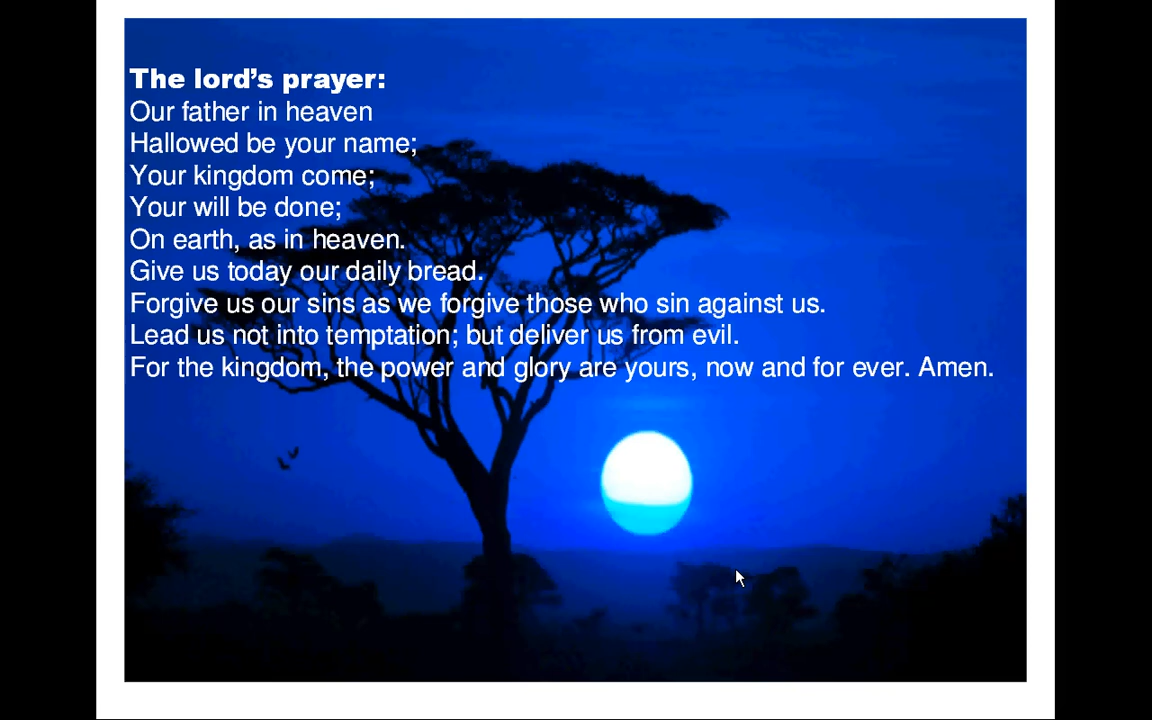 The lord’s prayer:
Our father in heaven
Hallowed be your name;
Your kingdom come;
Your will be done;
On earth, as in heaven.
Give us today our daily bread.
Forgive us our sins as we forgive those who sin against us.
Lead us not into temptation; but deliver us from evil.
For the kingdom, the power and glory are yours, now and for ever. Amen.